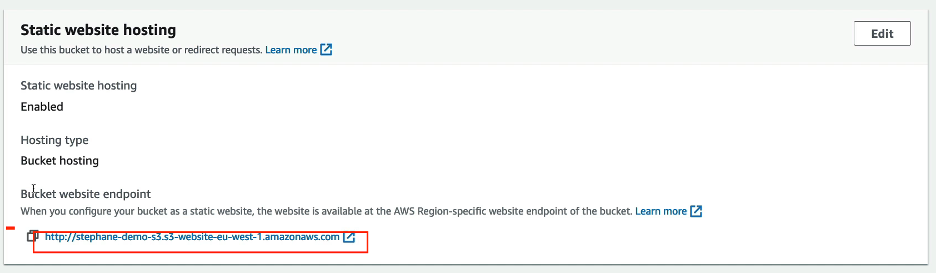 Static website hosting
Edit
Use this bucket to host a website or redirect requests. Learn more
Static website hosting
Enabled
Hosting type
Bucket hosting
Bucket website endpoint
When you configure your bucket as a static website, the website is available at the AWS Region-specific website endpoint of the bucket. Learn more
http://stephane-demo-s3.s3-website-eu-west-1.amazonaws.com